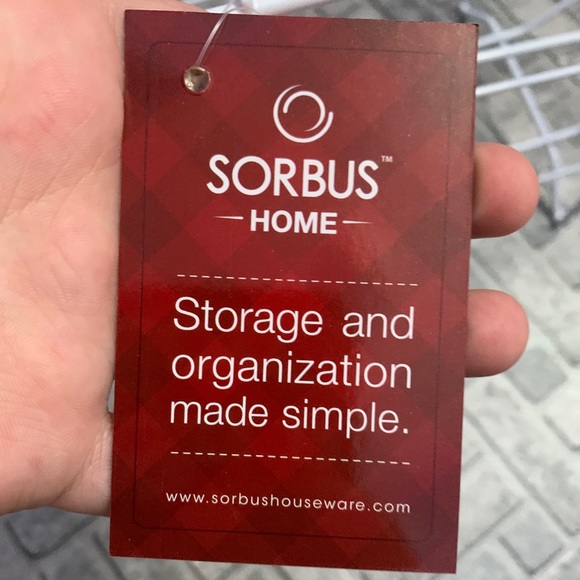 SORBUS™
HOME
Storage and
organization
made simple.
www.sorbushouseware.com